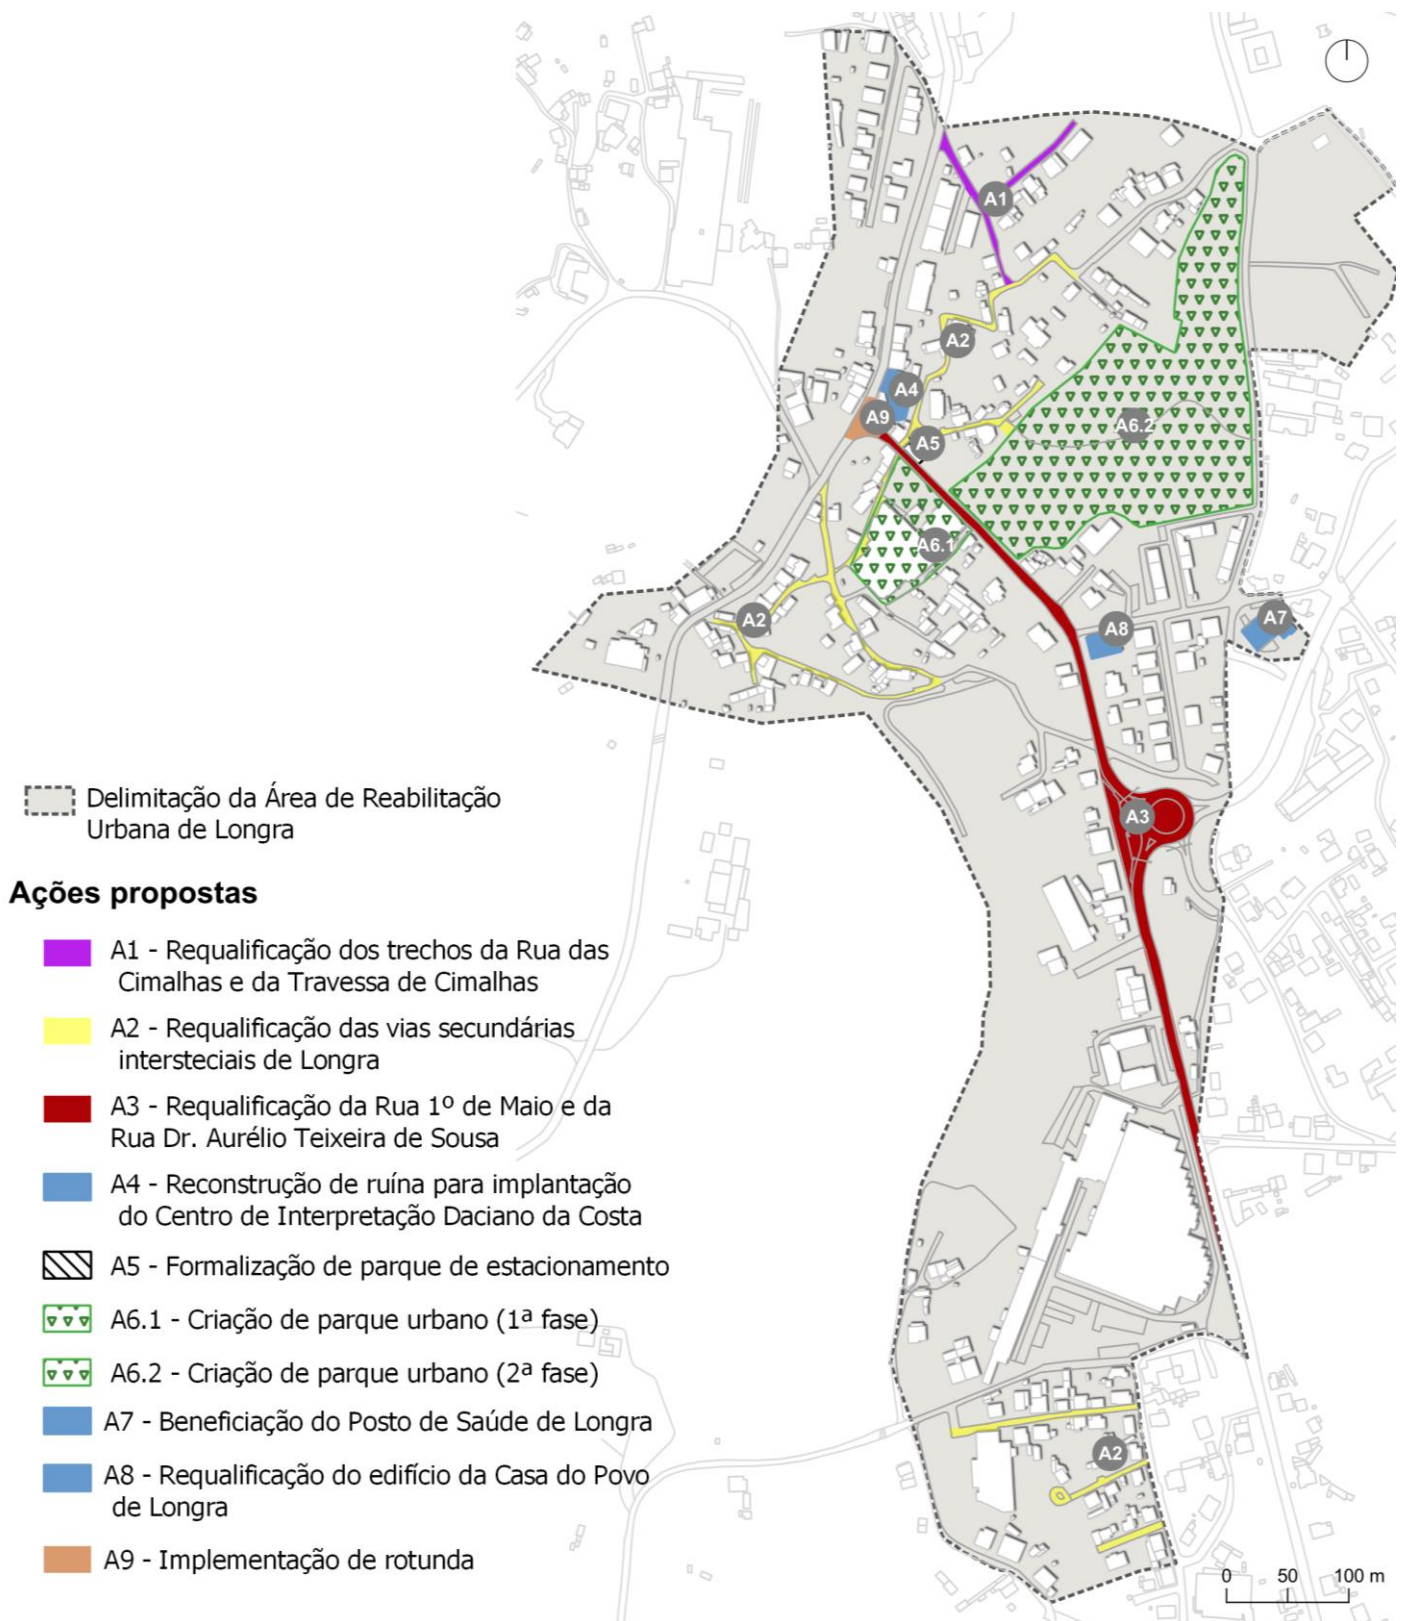 A1
A2
A4
A9
A5
A6.2
A6.1
A2
A8
A7
A3
A2
Delimitação da Área de Reabilitação
Urbana de Longra
Ações propostas
A1 - Requalificação dos trechos da Rua das
Cimalhas e da Travessa de Cimalhas
A2 - Requalificação das vias secundárias
intersteciais de Longra
A3 - Requalificação da Rua 1º de Maio e da
Rua Dr. Aurélio Teixeira de Sousa
A4 - Reconstrução de ruína para implantação
do Centro de Interpretação Daciano da Costa
A5 - Formalização de parque de estacionamento
A6.1 - Criação de parque urbano (1ª fase)
A6.2 - Criação de parque urbano (2ª fase)
A7 - Beneficiação do Posto de Saúde de Longra
A8 - Requalificação do edifício da Casa do Povo
de Longra
A9 - Implementação de rotunda
0 50 100 m